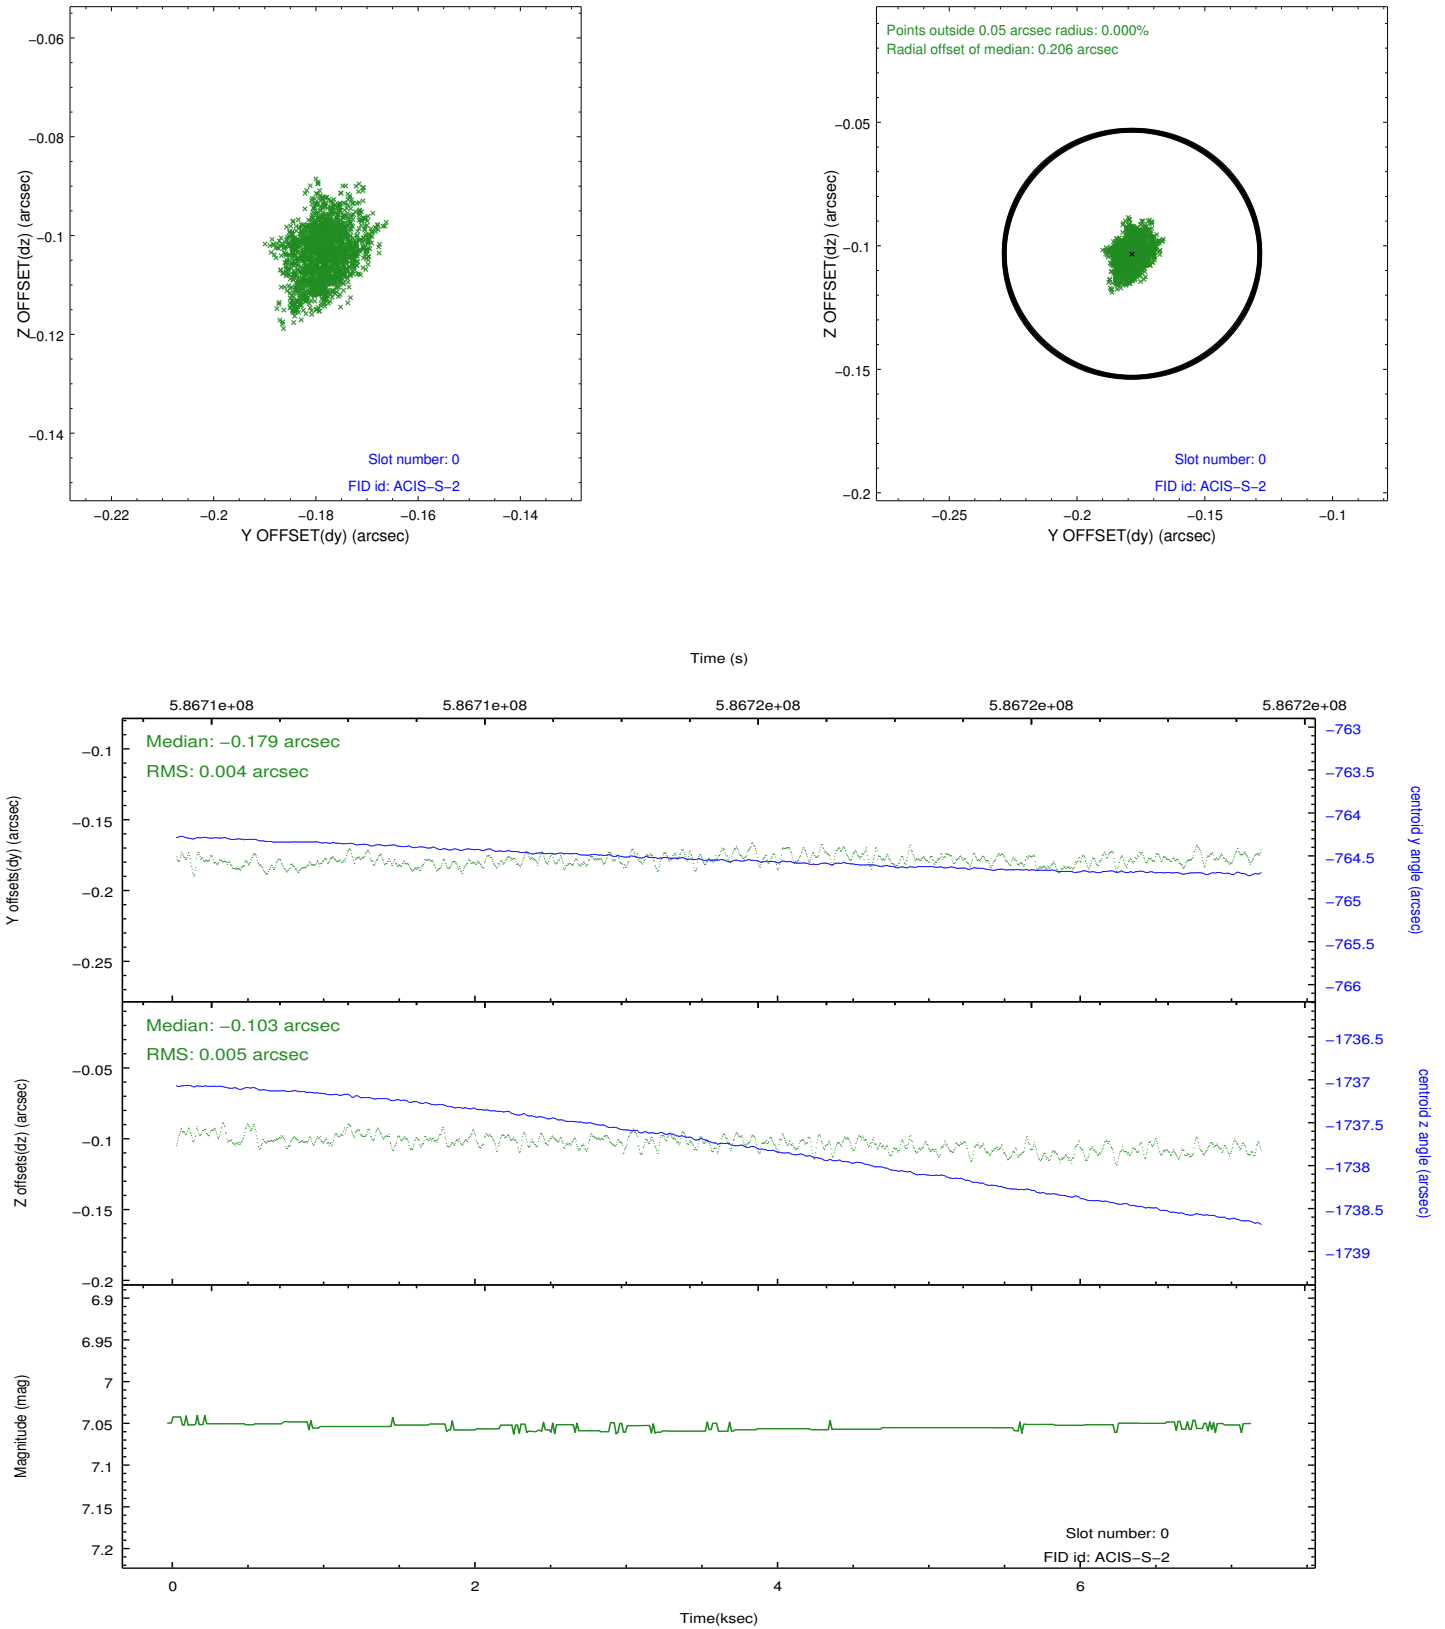 −0.06
−0.08
−0.1
−0.12
−0.14
Z OFFSET(dz) (arcsec)
−0.22
−0.2
−0.18
−0.16
−0.14
Y OFFSET(dy) (arcsec)
Slot number: 0
FID id: ACIS−S−2
Points outside 0.05 arcsec radius: 0.000%
Radial offset of median: 0.206 arcsec
−0.05
−0.1
−0.15
−0.2
Z OFFSET(dz) (arcsec)
−0.25
−0.2
−0.15
−0.1
Y OFFSET(dy) (arcsec)
Slot number: 0
FID id: ACIS−S−2
Time (s)
5.8671e+08
5.8671e+08
5.8672e+08
5.8672e+08
5.8672e+08
Median: −0.179 arcsec
RMS: 0.004 arcsec
−0.1
−0.15
−0.2
−0.25
Y offsets(dy) (arcsec)
−763
−763.5
−764
−764.5
−765
−765.5
−766
centroid y angle (arcsec)
Median: −0.103 arcsec
RMS: 0.005 arcsec
−0.05
−0.1
−0.15
−0.2
Z offsets(dz) (arcsec)
−1736.5
−1737
−1737.5
−1738
−1738.5
−1739
centroid z angle (arcsec)
6.9
6.95
7
7.05
7.1
7.15
7.2
Magnitude (mag)
Slot number: 0
FID id: ACIS−S−2
0
2
4
6
Time(ksec)